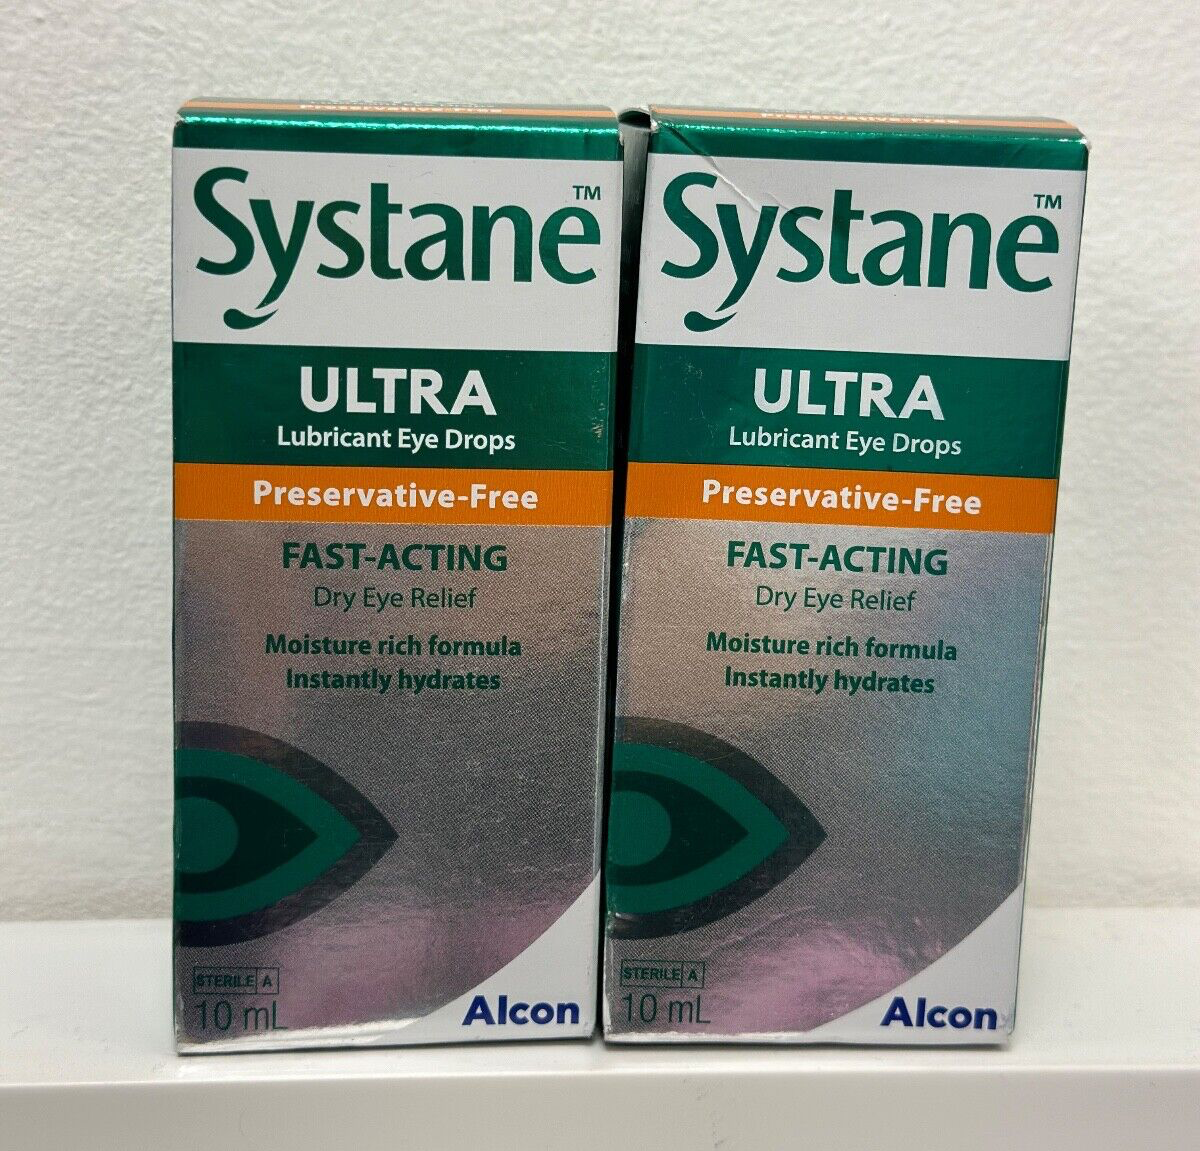 Systane™
ULTRA
Lubricant Eye Drops
Preservative-Free
FAST-ACTING
Dry Eye Relief
Moisture rich formula
Instantly hydrates
STERILE A
10 mL
Alcon
Systane™
ULTRA
Lubricant Eye Drops
Preservative-Free
FAST-ACTING
Dry Eye Relief
Moisture rich formula
Instantly hydrates
STERILE A
10 mL
Alcon